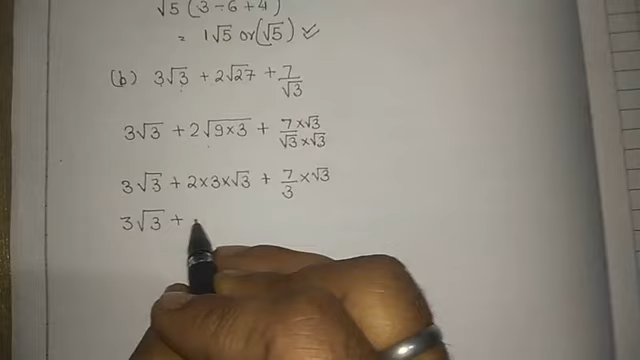 √5 (3 − 6 + 4)
= 1√5 or (√5)
(b) 3√3 + 2√27 + 7/√3
3√3 + 2√(9×3) + (7×√3)/(√3×√3)
3√3 + 2×3×√3 + 7/3 ×√3
3√3 +